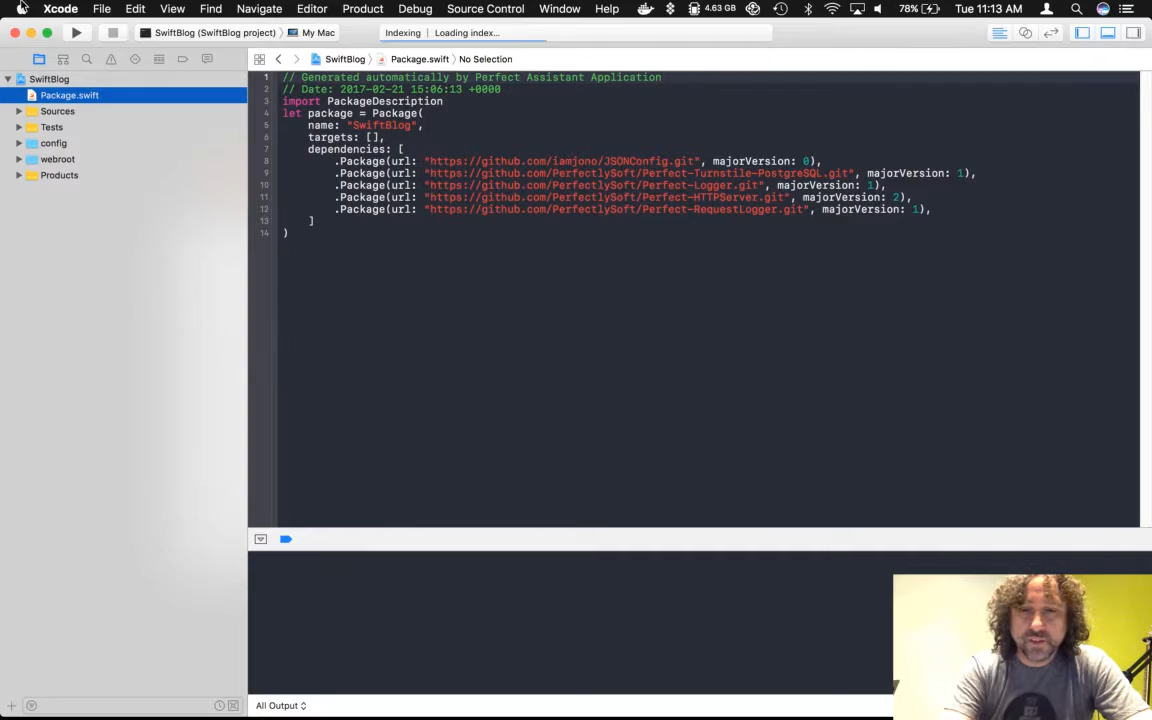 Xcode File Edit View Find Navigate Editor Product Debug Source Control Window Help 4.63 GB 78% Tue 11:13 AM
SwiftBlog (SwiftBlog project) My Mac Indexing Loading index...
SwiftBlog Package.swift No Selection
SwiftBlog
Package.swift
Sources
Tests
config
webroot
Products
1 // Generated automatically by Perfect Assistant Application
2 // Date: 2017-02-21 15:06:13 +0000
3 import PackageDescription
4 let package = Package(
5 name: "SwiftBlog",
6 targets: [],
7 dependencies: [
8 .Package(url: "https://github.com/iamjono/JSONConfig.git", majorVersion: 0),
9 .Package(url: "https://github.com/PerfectlySoft/Perfect-Turnstile-PostgreSQL.git", majorVersion: 1),
10 .Package(url: "https://github.com/PerfectlySoft/Perfect-Logger.git", majorVersion: 1),
11 .Package(url: "https://github.com/PerfectlySoft/Perfect-HTTPServer.git", majorVersion: 2),
12 .Package(url: "https://github.com/PerfectlySoft/Perfect-RequestLogger.git", majorVersion: 1),
13 ]
14 )
All Output